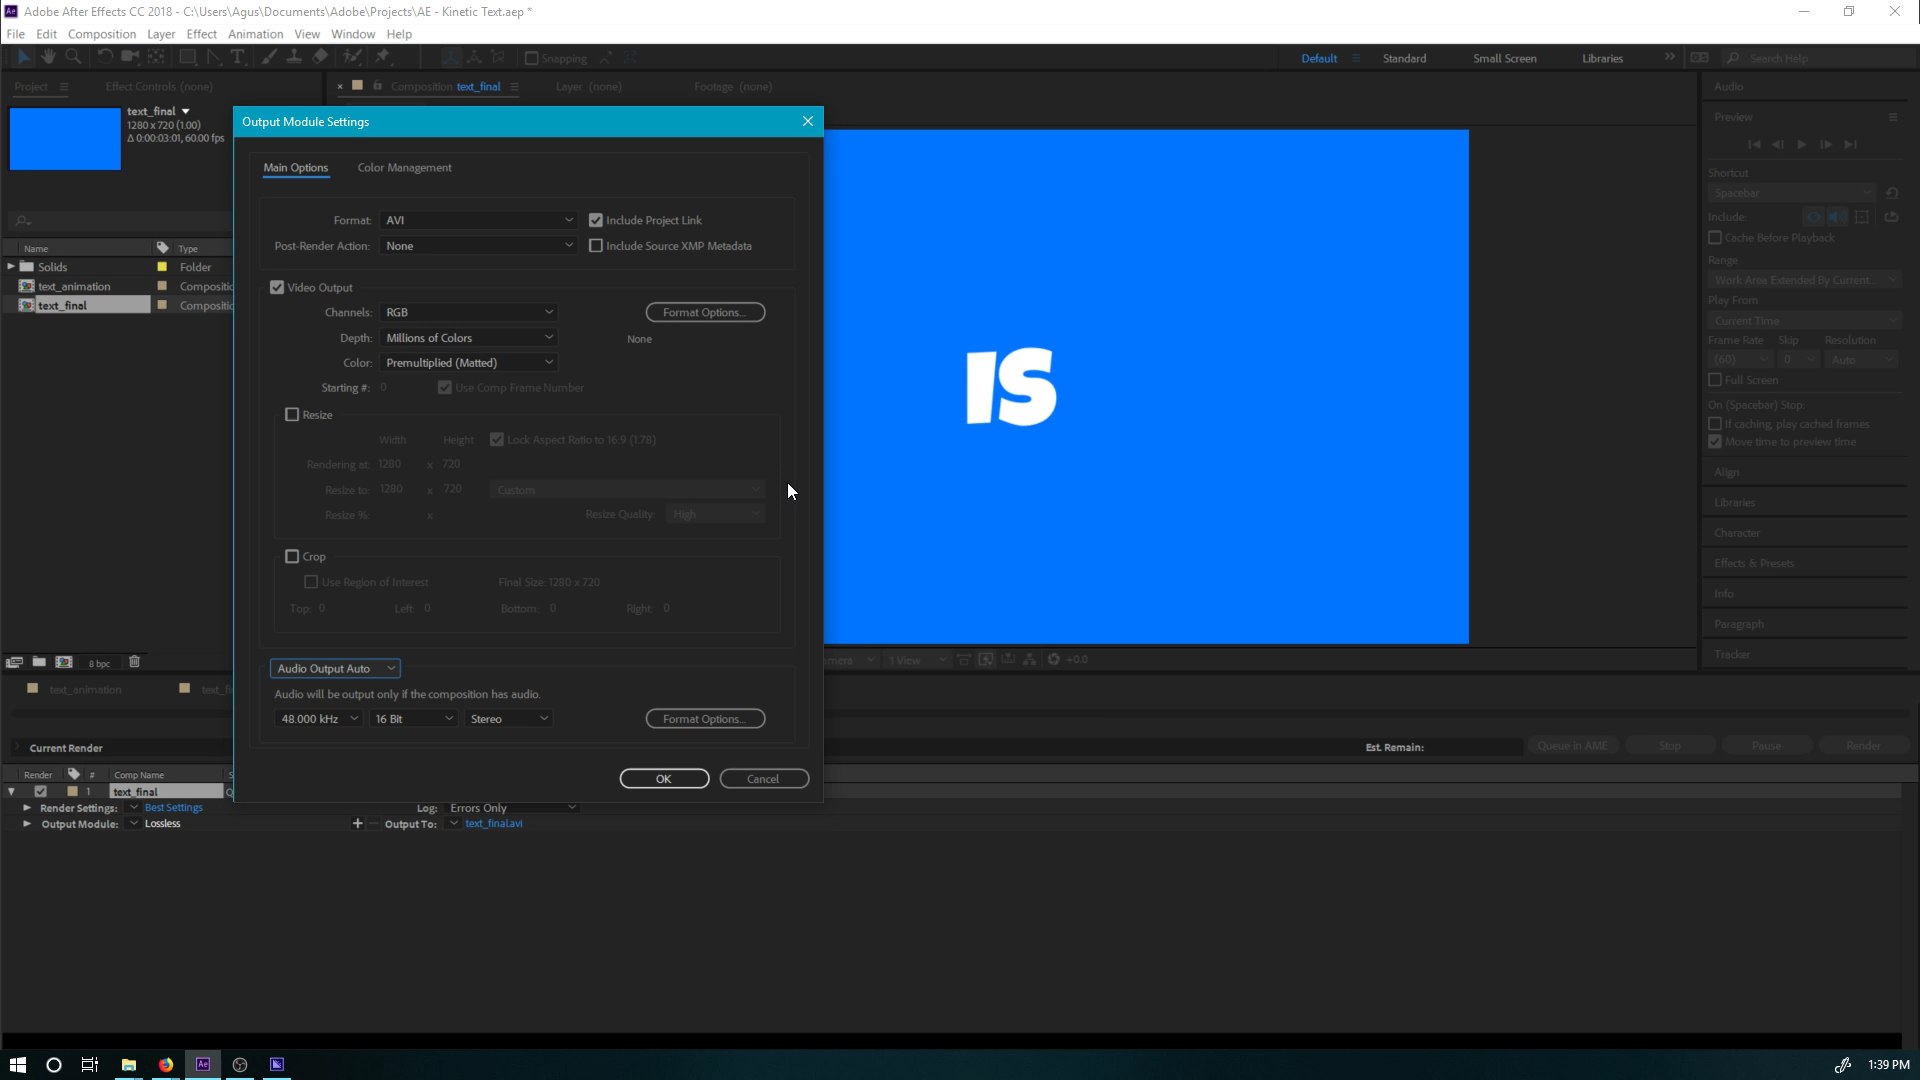 Adobe After Effects CC 2018 - C:\Users\Agus\Documents\Adobe\Projects\AE - Kinetic Text.aep *
File Edit Composition Layer Effect Animation View Window Help
Snapping
Default Standard Small Screen Libraries Search Help
Project Effect Controls (none)
Composition text_final Layer (none) Footage (none)
text_final
1280 x 720 (1.00)
Δ 0:00:03:01, 60.00 fps
Name Type
Solids Folder
text_animation
text_final
8 bpc
Output Module Settings
Main Options Color Management
Format: AVI Include Project Link
Post-Render Action: None Include Source XMP Metadata
Video Output
Channels: RGB Format Options...
Depth: Millions of Colors None
Color: Premultiplied (Matted)
Starting #: 0 Use Comp Frame Number
Resize
Width Height Lock Aspect Ratio to 16:9 (1.78)
Rendering at: 1280 x 720
Resize to: 1280 x 720 Custom
Resize %: x Resize Quality: High
Crop
Use Region of Interest Final Size: 1280 x 720
Top: 0 Left: 0 Bottom: 0 Right: 0
Audio Output Auto
Audio will be output only if the composition has audio.
48.000 kHz 16 Bit Stereo Format Options...
OK Cancel
IS
1 View +0.0
Audio
Preview
Shortcut
Spacebar
Include:
Cache Before Playback
Range
Work Area Extended By Current...
Play From
Current Time
Frame Rate Skip Resolution
(60) 0 Auto
Full Screen
On (Spacebar) Stop:
If caching, play cached frames
Move time to preview time
Align
Libraries
Character
Effects & Presets
Info
Paragraph
Tracker
text_animation
Current Render Est. Remain: Queue in AME Stop Pause Render
Render # Comp Name
1 text_final
Render Settings: Best Settings Log: Errors Only
Output Module: Lossless Output To: text_final.avi
1:39 PM